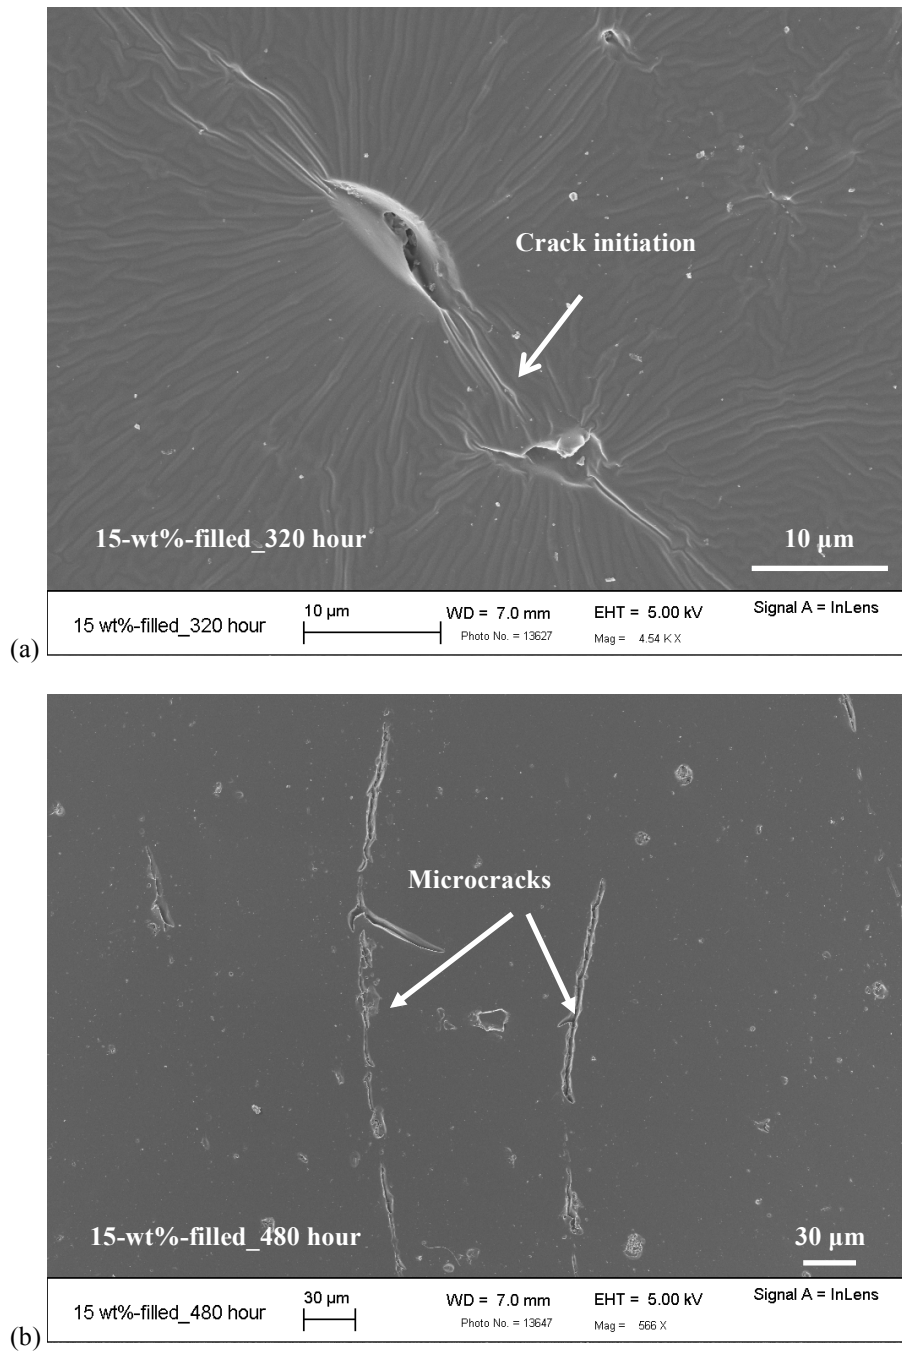 Crack initiation
15-wt%-filled_320 hour
10 µm
15 wt%-filled_320 hour
10 µm
WD = 7.0 mm
Photo No. = 13627
EHT = 5.00 kV
Mag = 4.54 K X
Signal A = InLens
(a)
Microcracks
15-wt%-filled_480 hour
30 µm
15 wt%-filled_480 hour
30 µm
WD = 7.0 mm
Photo No. = 13647
EHT = 5.00 kV
Mag = 566 X
Signal A = InLens
(b)